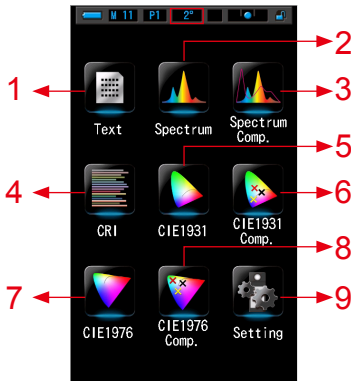 M 11 P1 2°
2
1 3
Text Spectrum Spectrum
Comp.
5
4 6
CRI CIE1931 CIE1931
Comp.
8
7 9
CIE1976 CIE1976 Setting
Comp.